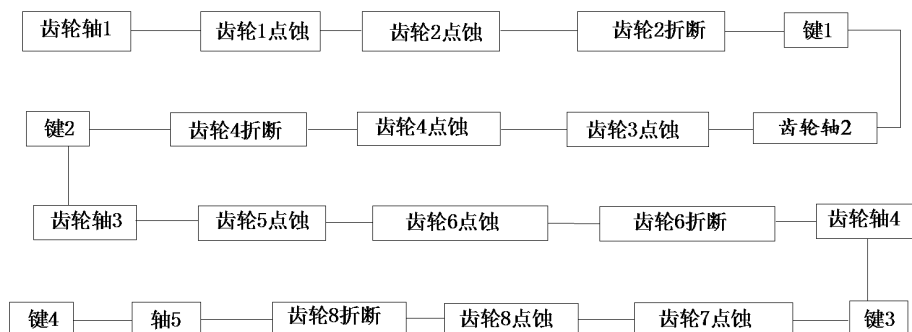 齿轮轴1 齿轮1点蚀 齿轮2点蚀 齿轮2折断 键1
键2 齿轮4折断 齿轮4点蚀 齿轮3点蚀 齿轮轴2
齿轮轴3 齿轮5点蚀 齿轮6点蚀 齿轮6折断 齿轮轴4
键4 轴5 齿轮8折断 齿轮8点蚀 齿轮7点蚀 键3